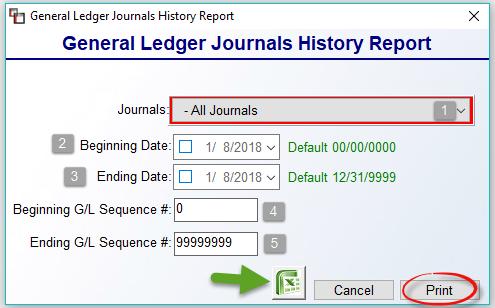 General Ledger Journals History Report
General Ledger Journals History Report
Journals: - All Journals 1
2 Beginning Date: 1/ 8/2018 Default 00/00/0000
3 Ending Date: 1/ 8/2018 Default 12/31/9999
Beginning G/L Sequence #: 0 4
Ending G/L Sequence #: 99999999 5
Cancel Print